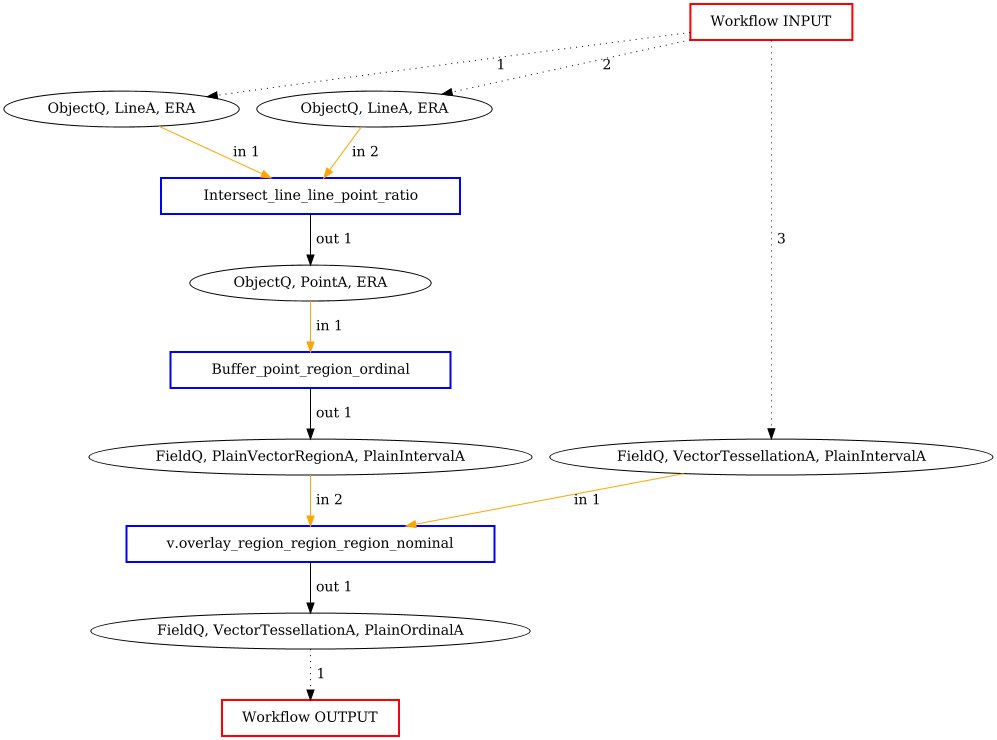 Workflow INPUT
1
2
ObjectQ, LineA, ERA
ObjectQ, LineA, ERA
in 1
in 2
Intersect_line_line_point_ratio
out 1
3
ObjectQ, PointA, ERA
in 1
Buffer_point_region_ordinal
out 1
FieldQ, PlainVectorRegionA, PlainIntervalA
FieldQ, VectorTessellationA, PlainIntervalA
in 2
in 1
v.overlay_region_region_region_nominal
out 1
FieldQ, VectorTessellationA, PlainOrdinalA
1
Workflow OUTPUT